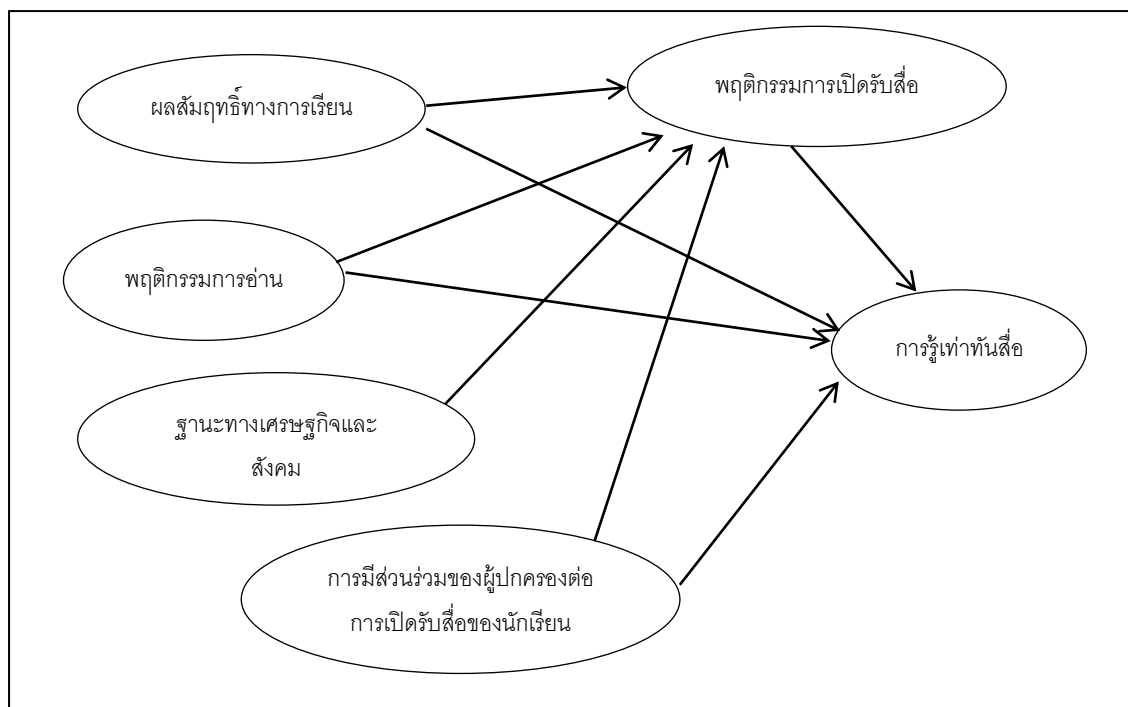 ผลสัมฤทธิ์ทางการเรียน
พฤติกรรมการเปิดรับสื่อ
พฤติกรรมการอ่าน
การรู้เท่าทันสื่อ
ฐานะทางเศรษฐกิจและ
สังคม
การมีส่วนร่วมของผู้ปกครองต่อ
การเปิดรับสื่อของนักเรียน